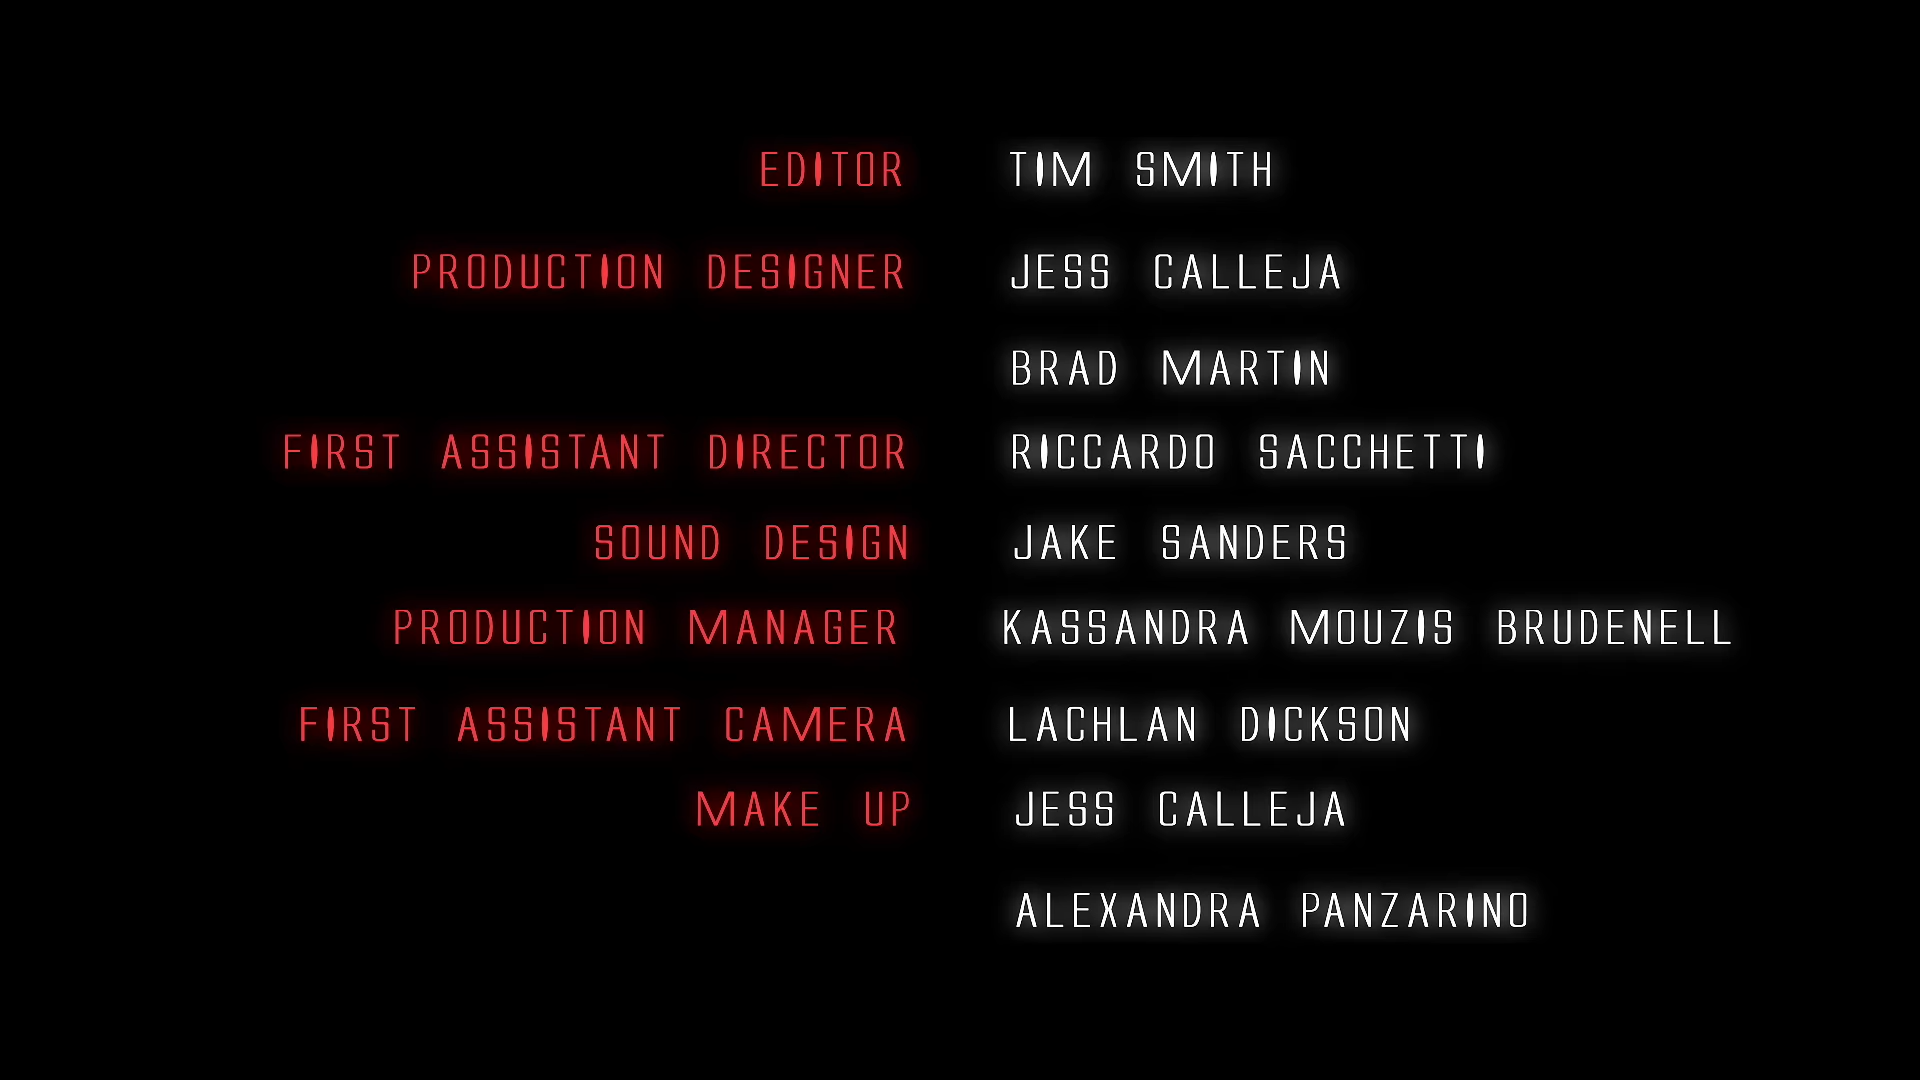 EDITOR TIM SMITH
PRODUCTION DESIGNER JESS CALLEJA
BRAD MARTIN
FIRST ASSISTANT DIRECTOR RICCARDO SACCHETTI
SOUND DESIGN JAKE SANDERS
PRODUCTION MANAGER KASSANDRA MOUZIS BRUDENELL
FIRST ASSISTANT CAMERA LACHLAN DICKSON
MAKE UP JESS CALLEJA
ALEXANDRA PANZARINO